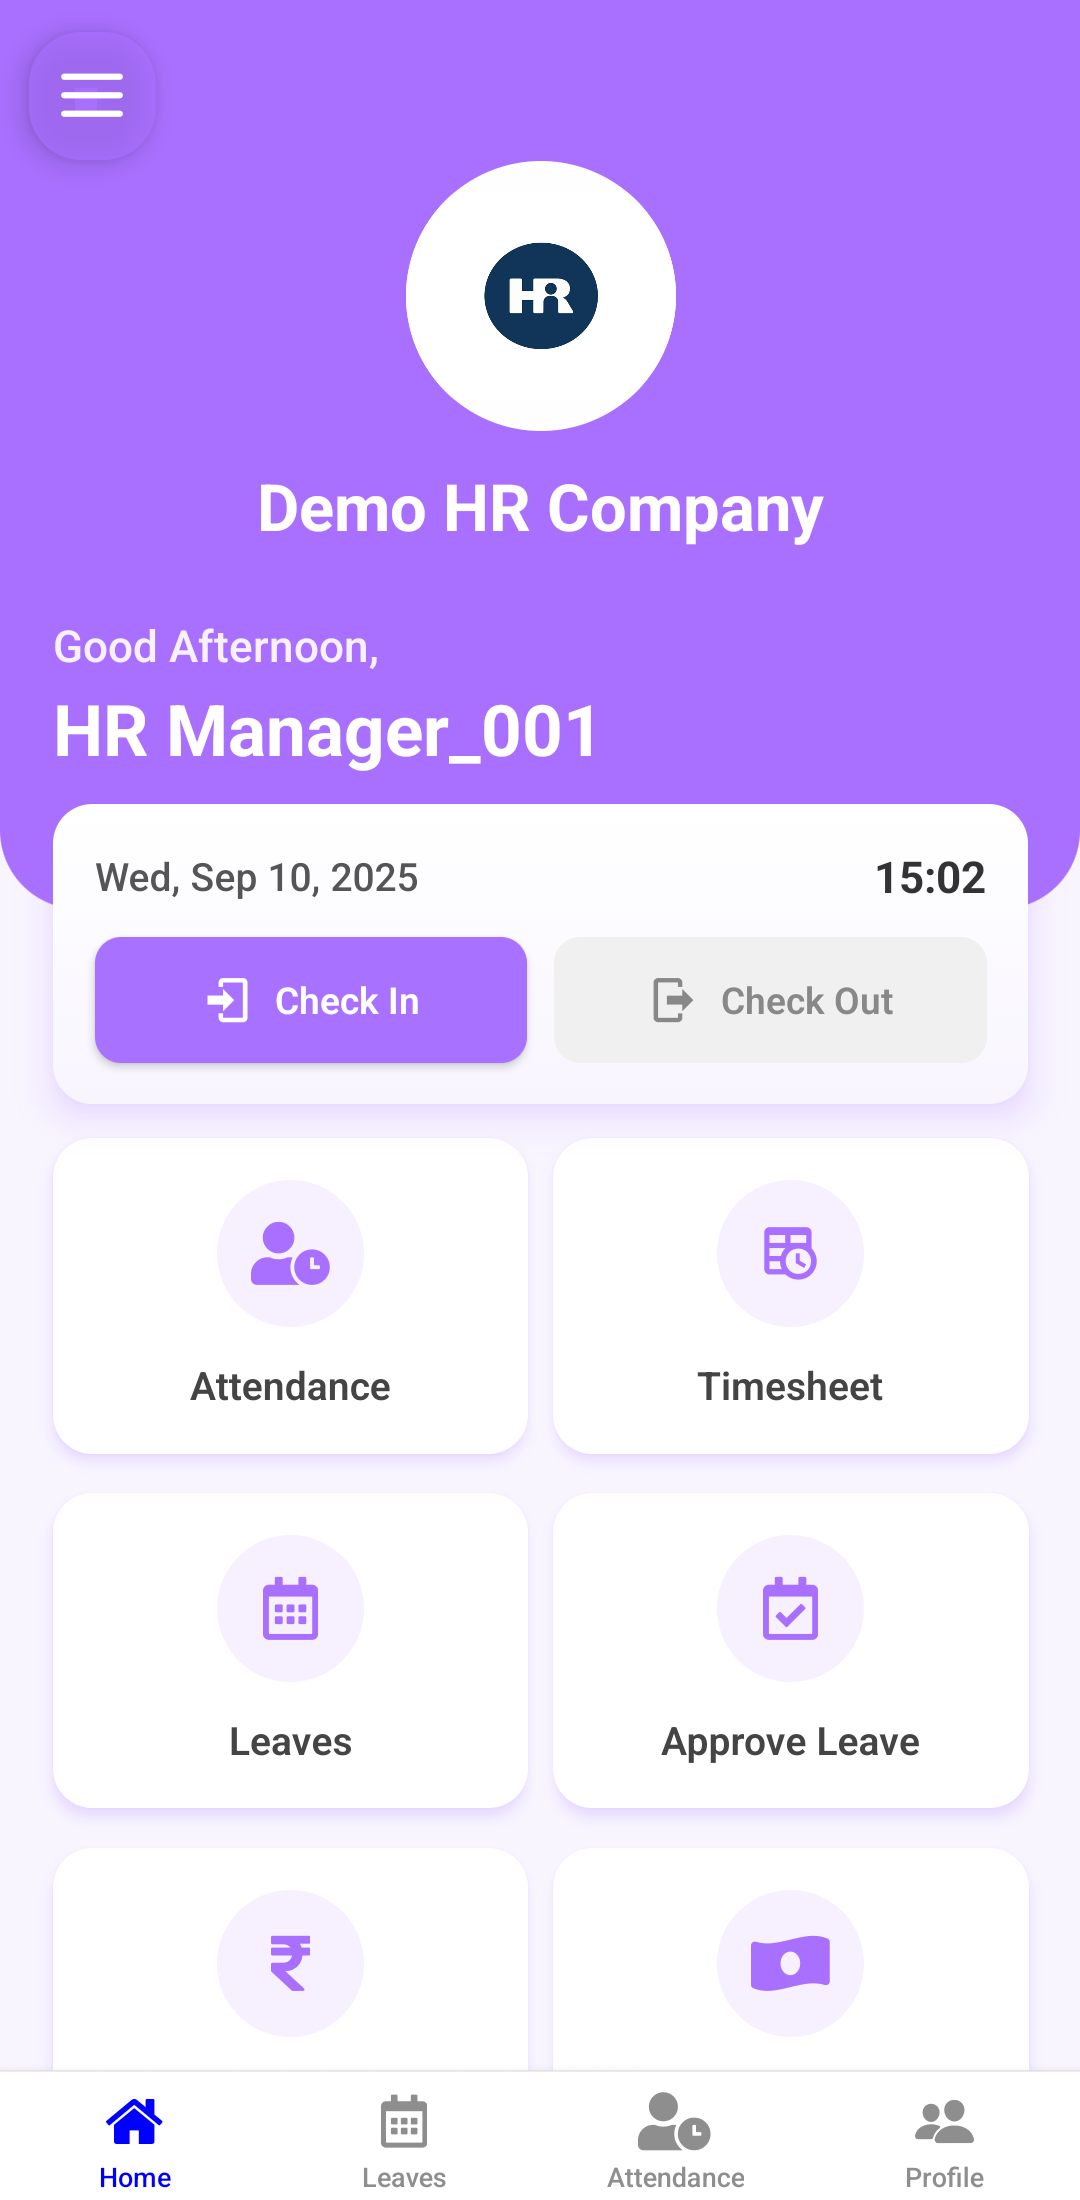 HR
Demo HR Company
Good Afternoon,
HR Manager_001
Wed, Sep 10, 2025 15:02
Check In Check Out
Attendance Timesheet
Leaves Approve Leave
₹
Home Leaves Attendance Profile